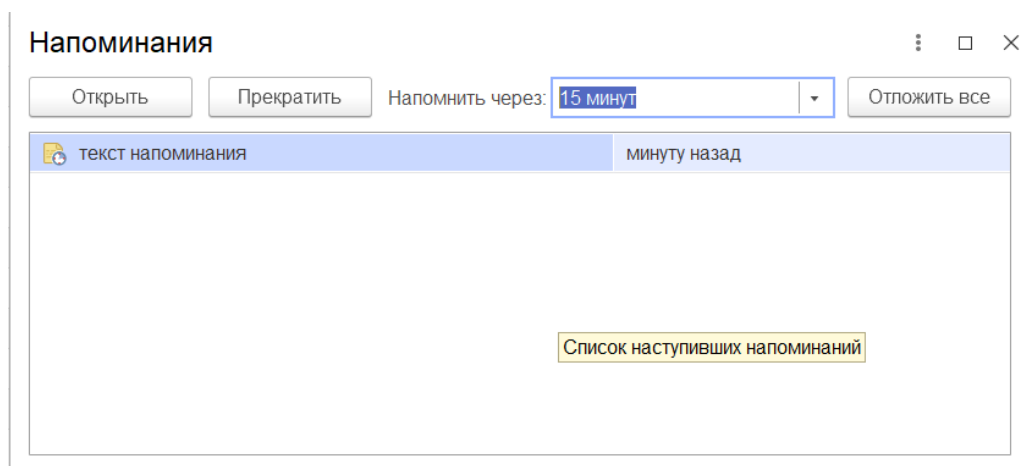 Напоминания
Открыть Прекратить Напомнить через: 15 минут Отложить все
текст напоминания минуту назад
Список наступивших напоминаний